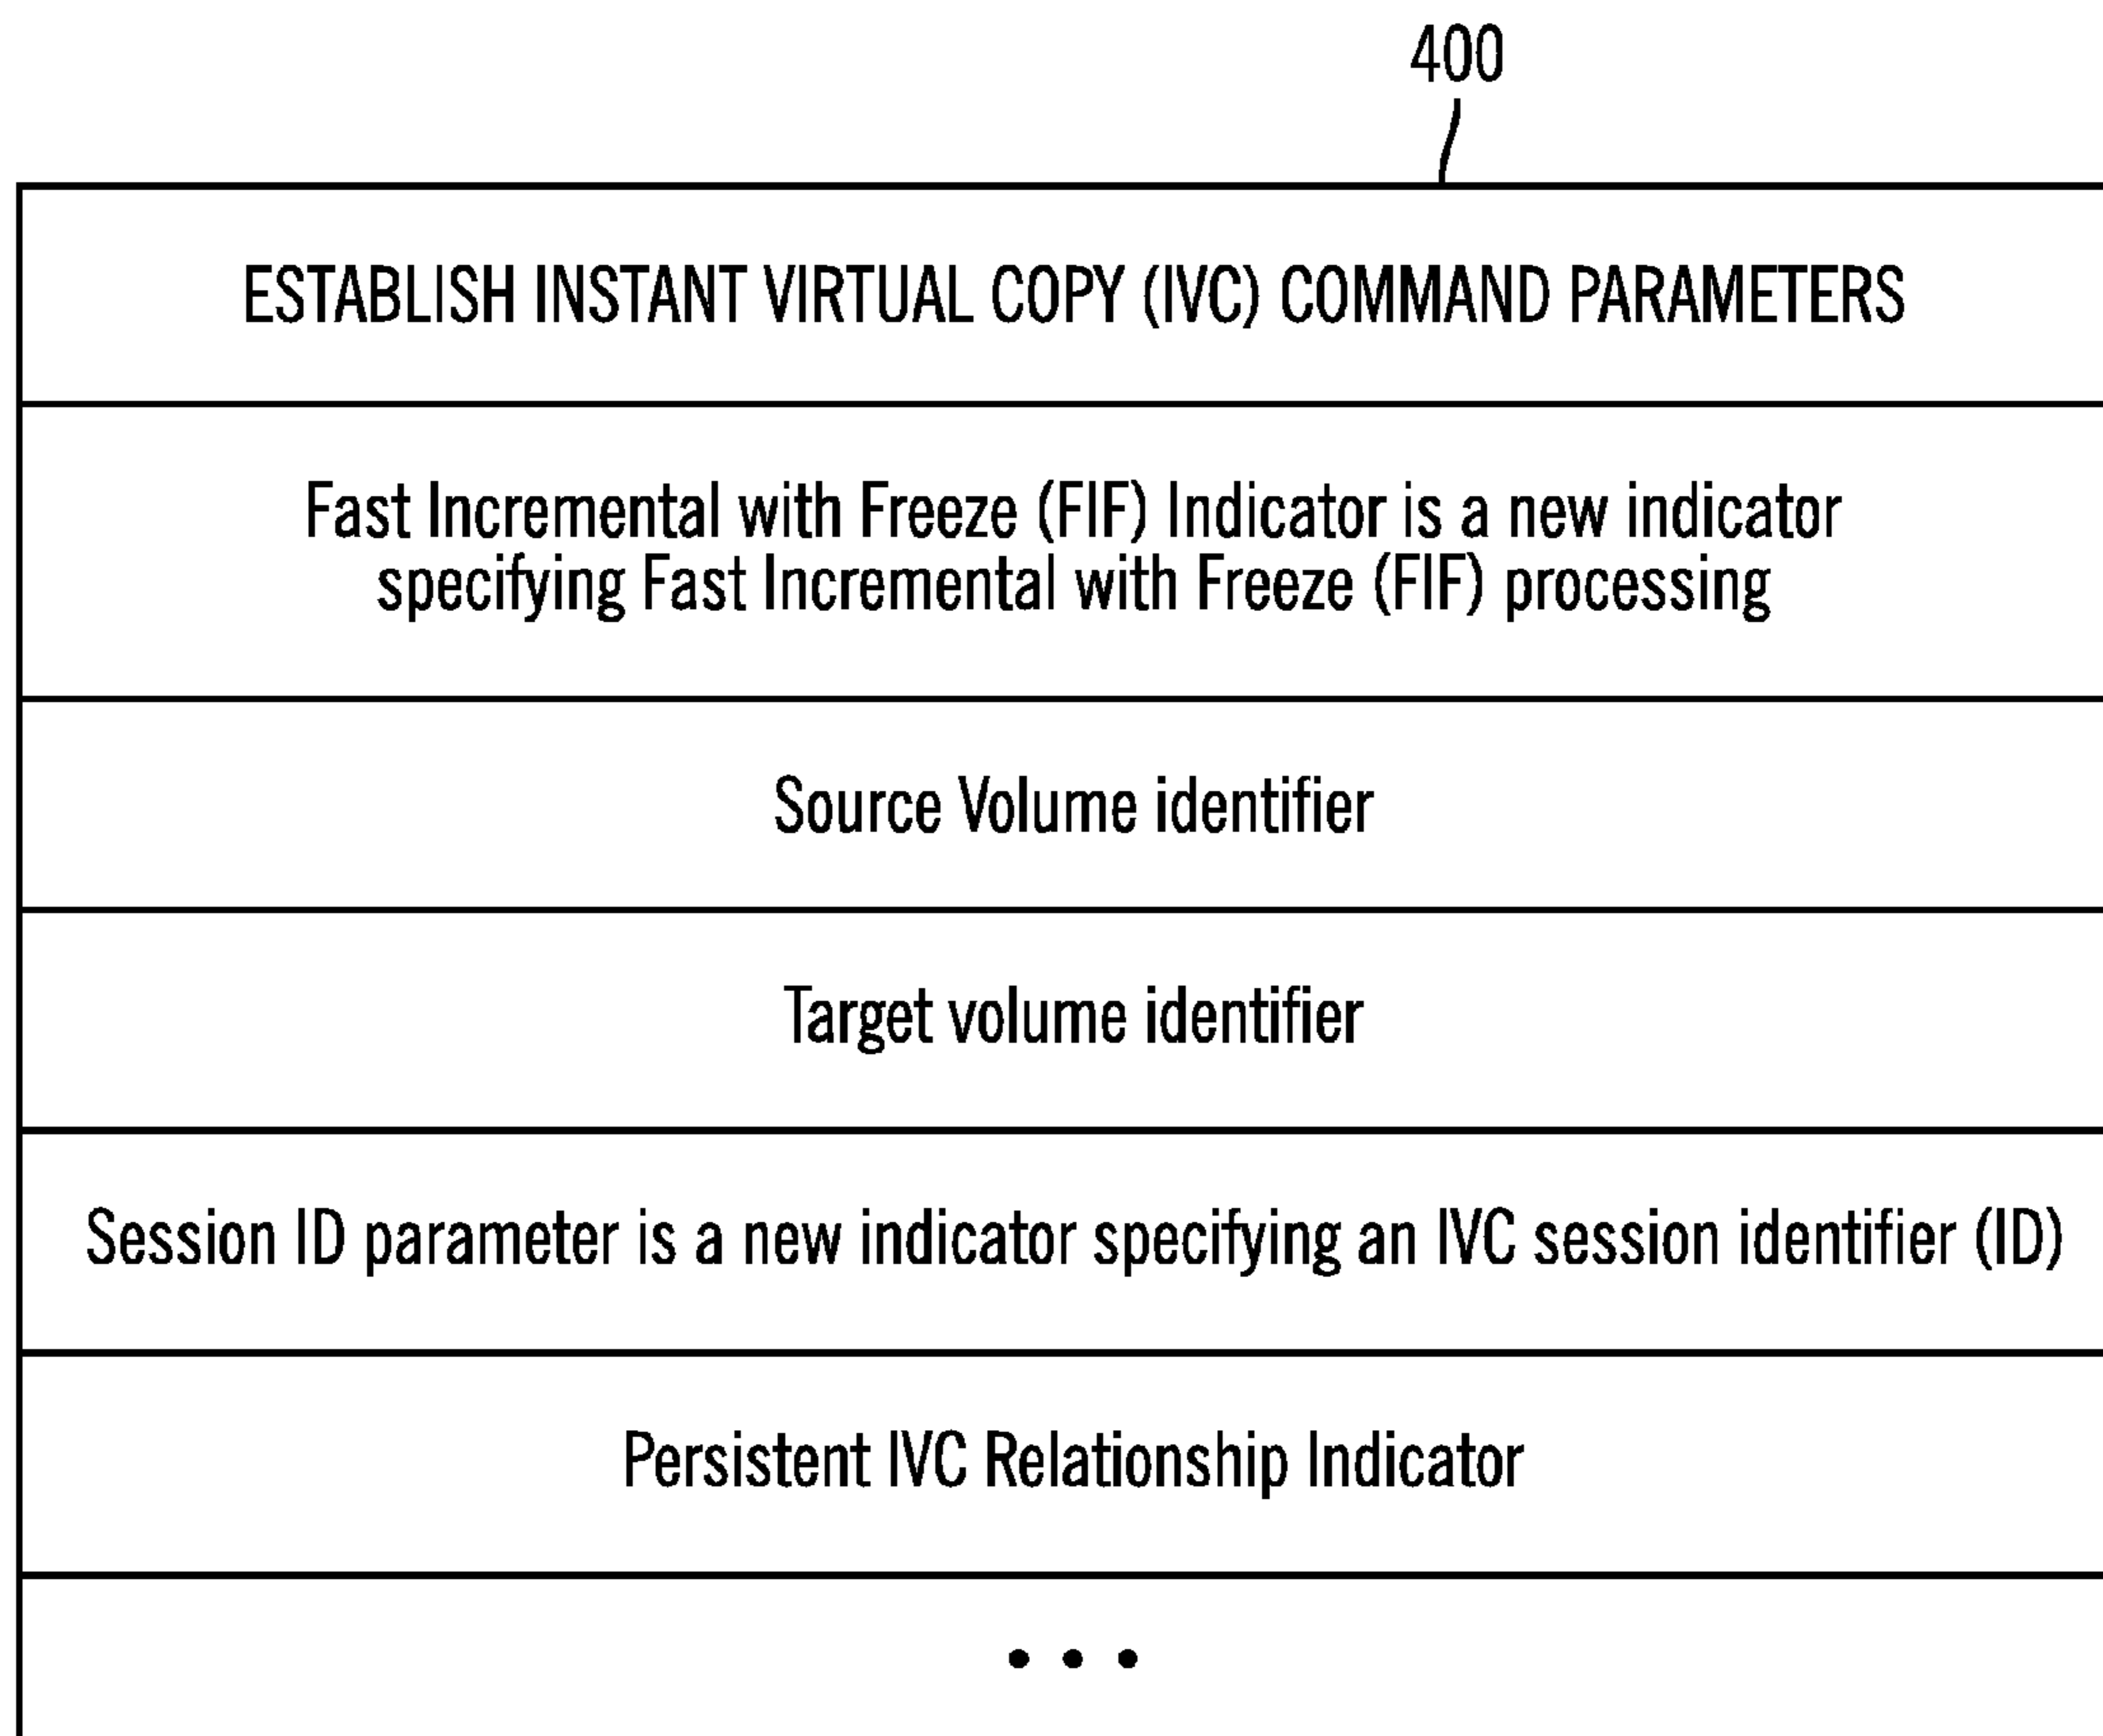 400
ESTABLISH INSTANT VIRTUAL COPY (IVC) COMMAND PARAMETERS
Fast Incremental with Freeze (FIF) Indicator is a new indicator
specifying Fast Incremental with Freeze (FIF) processing
Source Volume identifier
Target volume identifier
Session ID parameter is a new indicator specifying an IVC session identifier (ID)
Persistent IVC Relationship Indicator
• • •